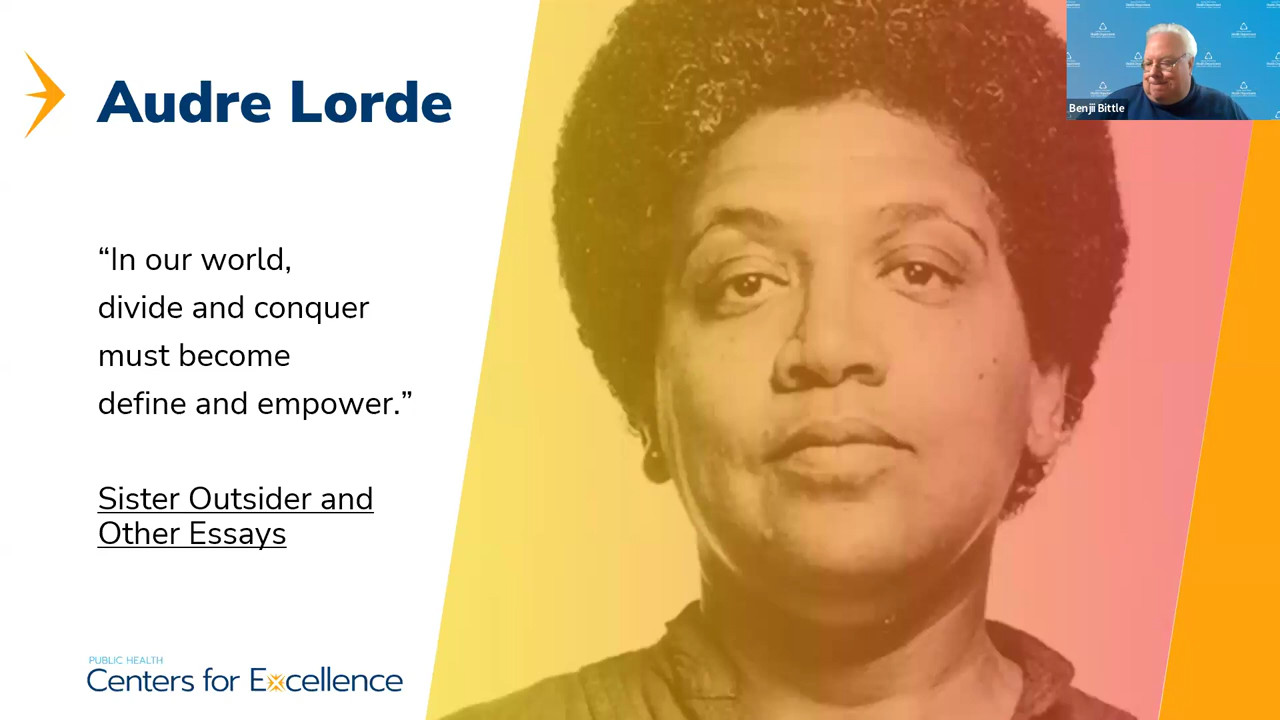 Audre Lorde
“In our world,
divide and conquer
must become
define and empower.”
Sister Outsider and
Other Essays
PUBLIC HEALTH
Centers for Excellence
Benjii Bittle